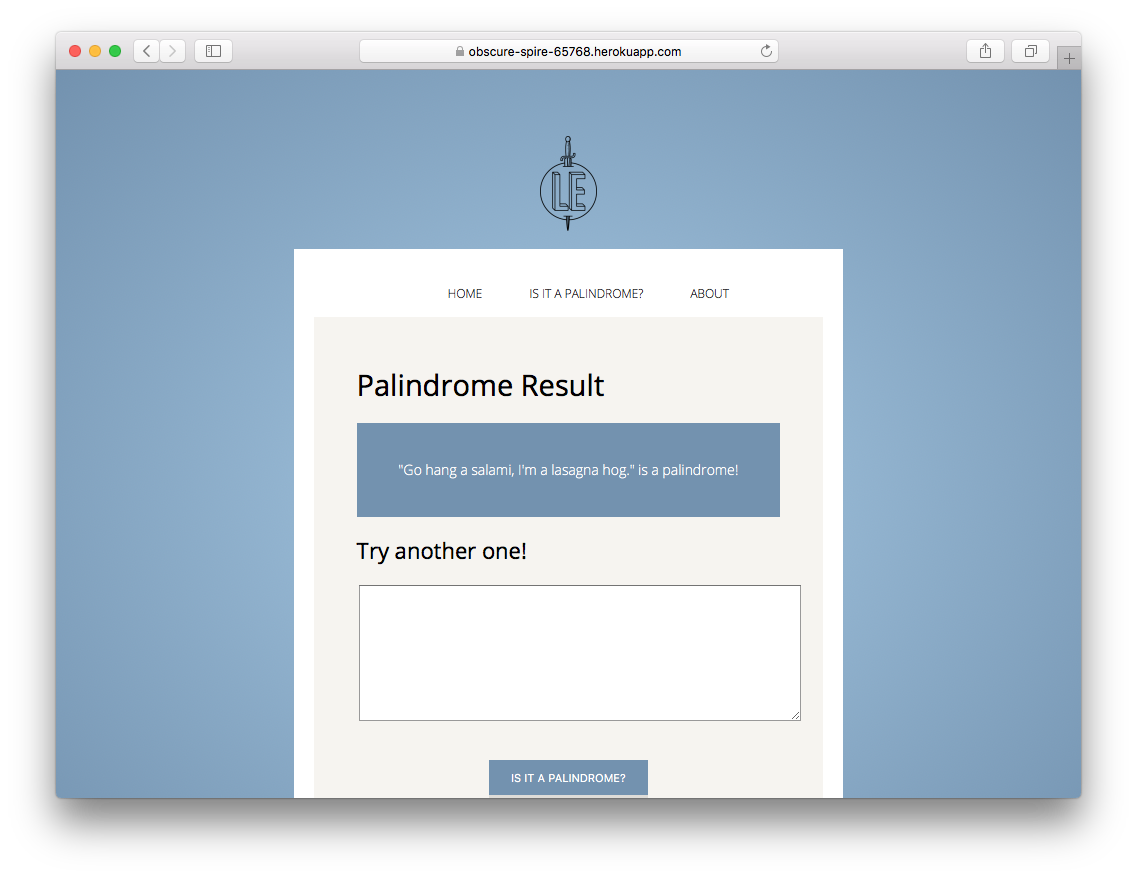 obscure-spire-65768.herokuapp.com
LE
HOME IS IT A PALINDROME? ABOUT
Palindrome Result
"Go hang a salami, I'm a lasagna hog." is a palindrome!
Try another one!
IS IT A PALINDROME?